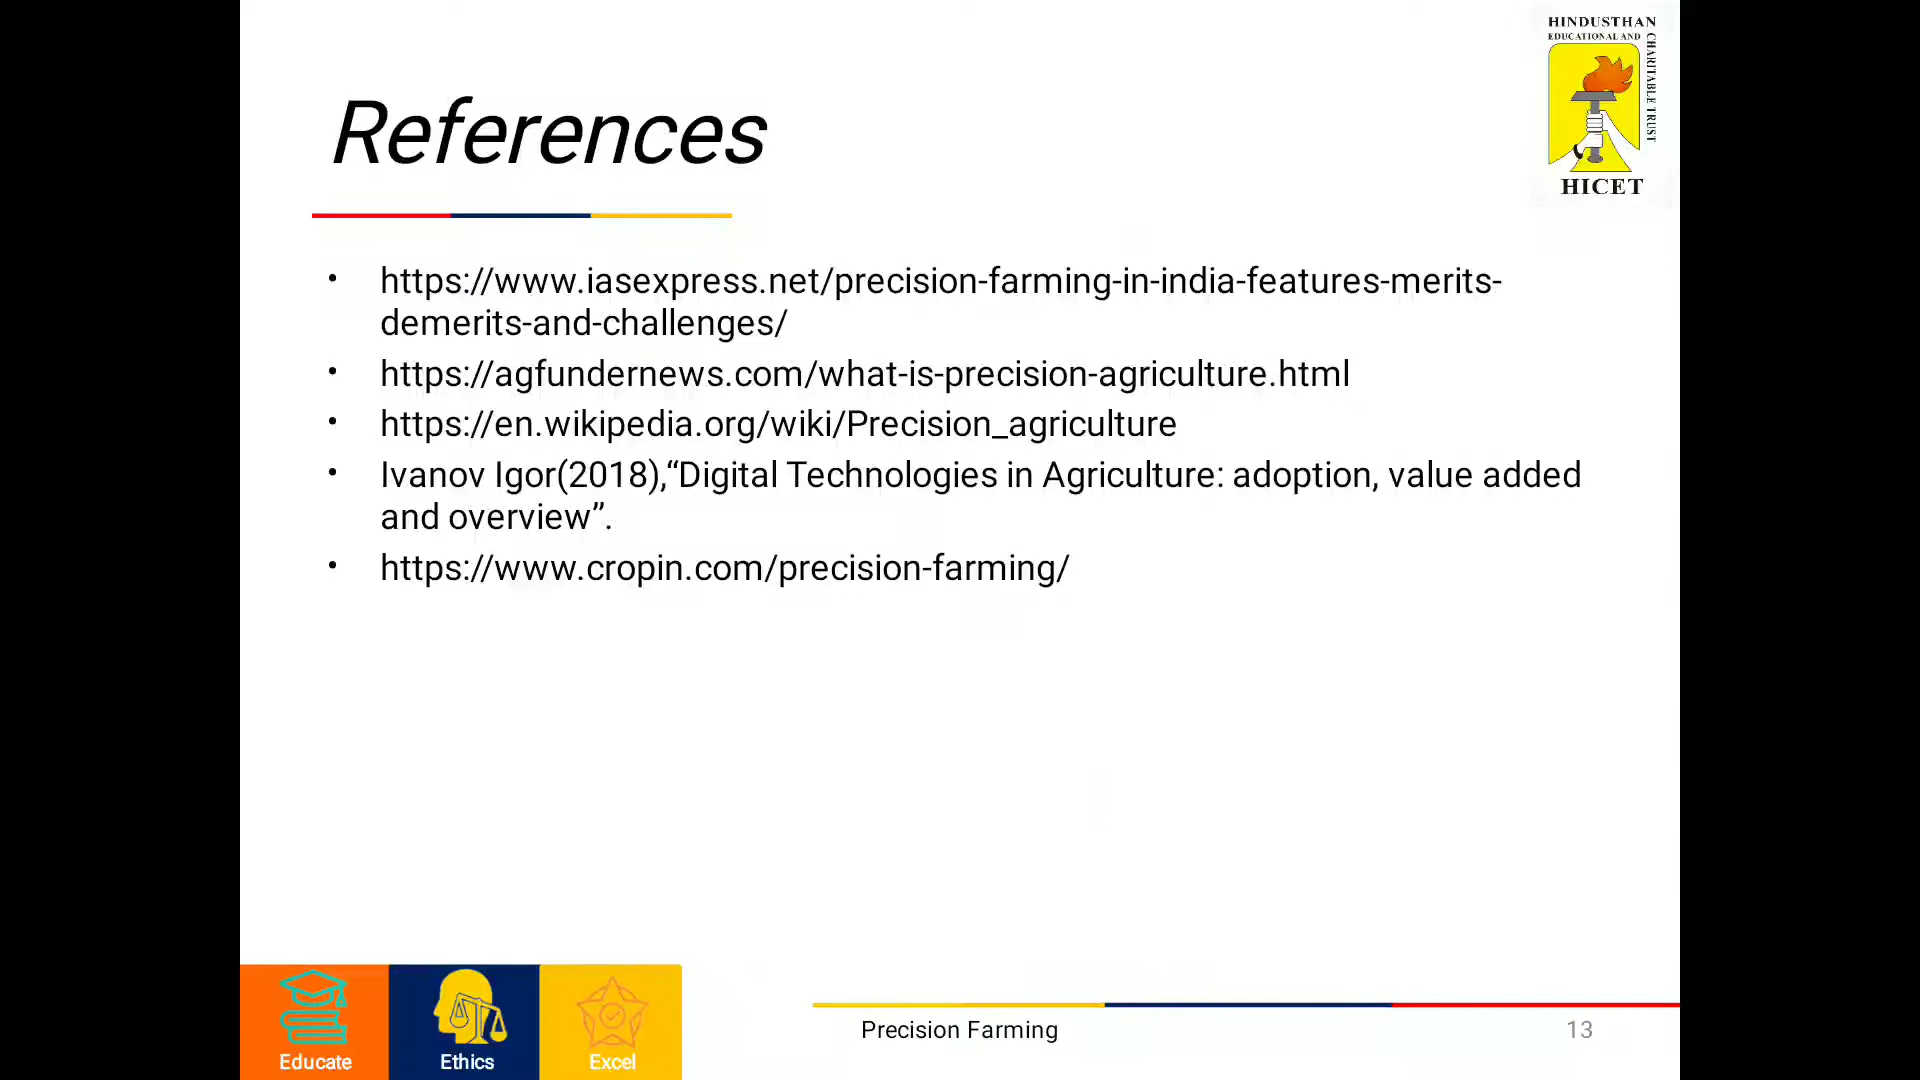 HINDUSTHAN
EDUCATIONAL AND
CHARITABLE TRUST
HICET
References
• https://www.iasexpress.net/precision-farming-in-india-features-merits-
demerits-and-challenges/
• https://agfundernews.com/what-is-precision-agriculture.html
• https://en.wikipedia.org/wiki/Precision_agriculture
• Ivanov Igor(2018),“Digital Technologies in Agriculture: adoption, value added
and overview”.
• https://www.cropin.com/precision-farming/
Educate
Ethics
Excel
Precision Farming
13